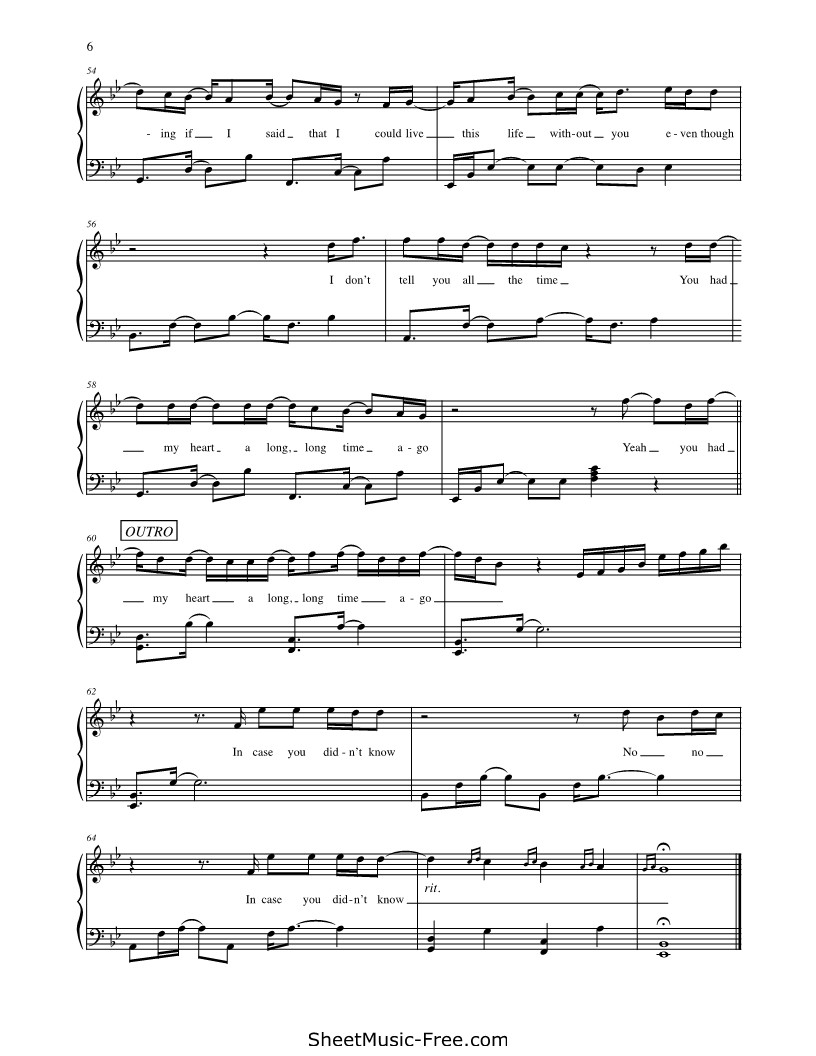 6
54
- ing if I said that I could live this life with-out you e - ven though
56
I don't tell you all the time You had
58
my heart a long, long time a - go Yeah you had
OUTRO
60
my heart a long, long time a - go
62
In case you did - n't know No no
64
rit.
In case you did-n't know
SheetMusic-Free.com